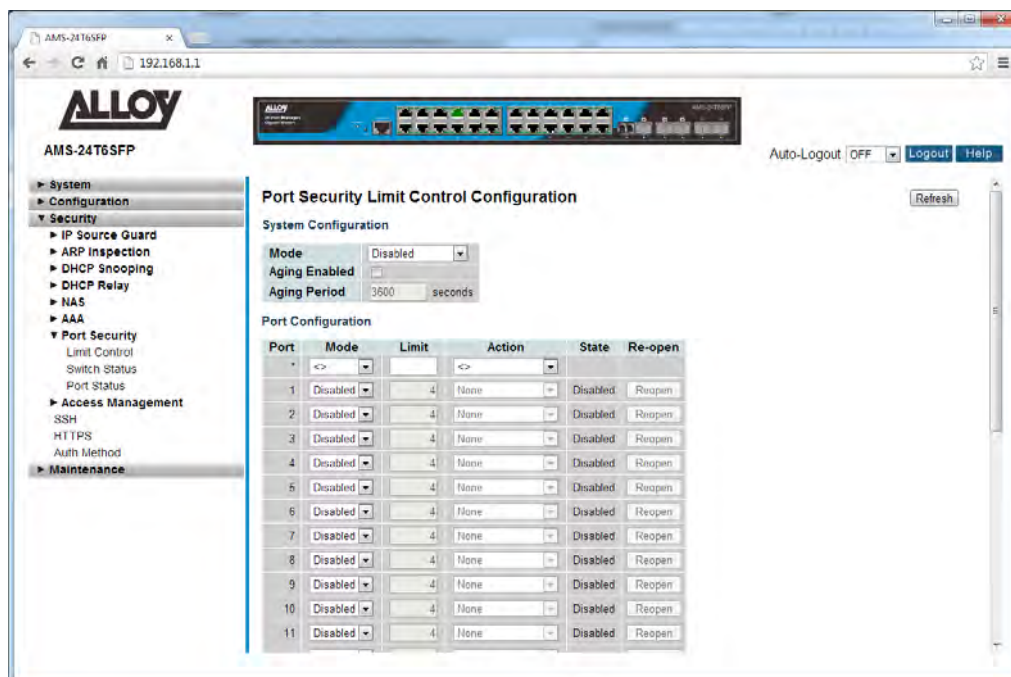 AMS-24T6SFP
192.168.1.1
ALLOY
ALLOY
AMS-24T6SFP
AMS-24T6SFP
Auto-Logout OFF Logout Help
System
Configuration
Security
IP Source Guard
ARP Inspection
DHCP Snooping
DHCP Relay
NAS
AAA
Port Security
Limit Control
Switch Status
Port Status
Access Management
SSH
HTTPS
Auth Method
Maintenance
Port Security Limit Control Configuration
Refresh
System Configuration
Mode Disabled
Aging Enabled
Aging Period 3600 seconds
Port Configuration
Port Mode Limit Action State Re-open
* <> <>
1 Disabled 4 None Disabled Reopen
2 Disabled 4 None Disabled Reopen
3 Disabled 4 None Disabled Reopen
4 Disabled 4 None Disabled Reopen
5 Disabled 4 None Disabled Reopen
6 Disabled 4 None Disabled Reopen
7 Disabled 4 None Disabled Reopen
8 Disabled 4 None Disabled Reopen
9 Disabled 4 None Disabled Reopen
10 Disabled 4 None Disabled Reopen
11 Disabled 4 None Disabled Reopen